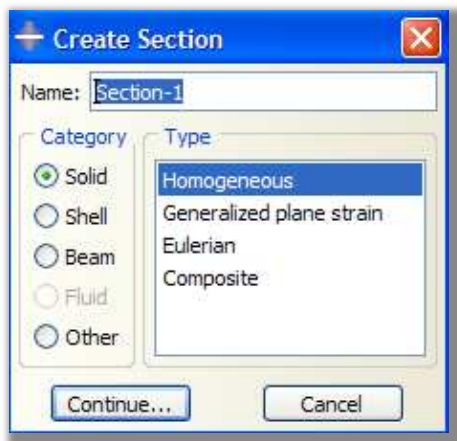 Create Section
Name: Section-1
Category
Solid
Shell
Beam
Fluid
Other
Type
Homogeneous
Generalized plane strain
Eulerian
Composite
Continue... Cancel